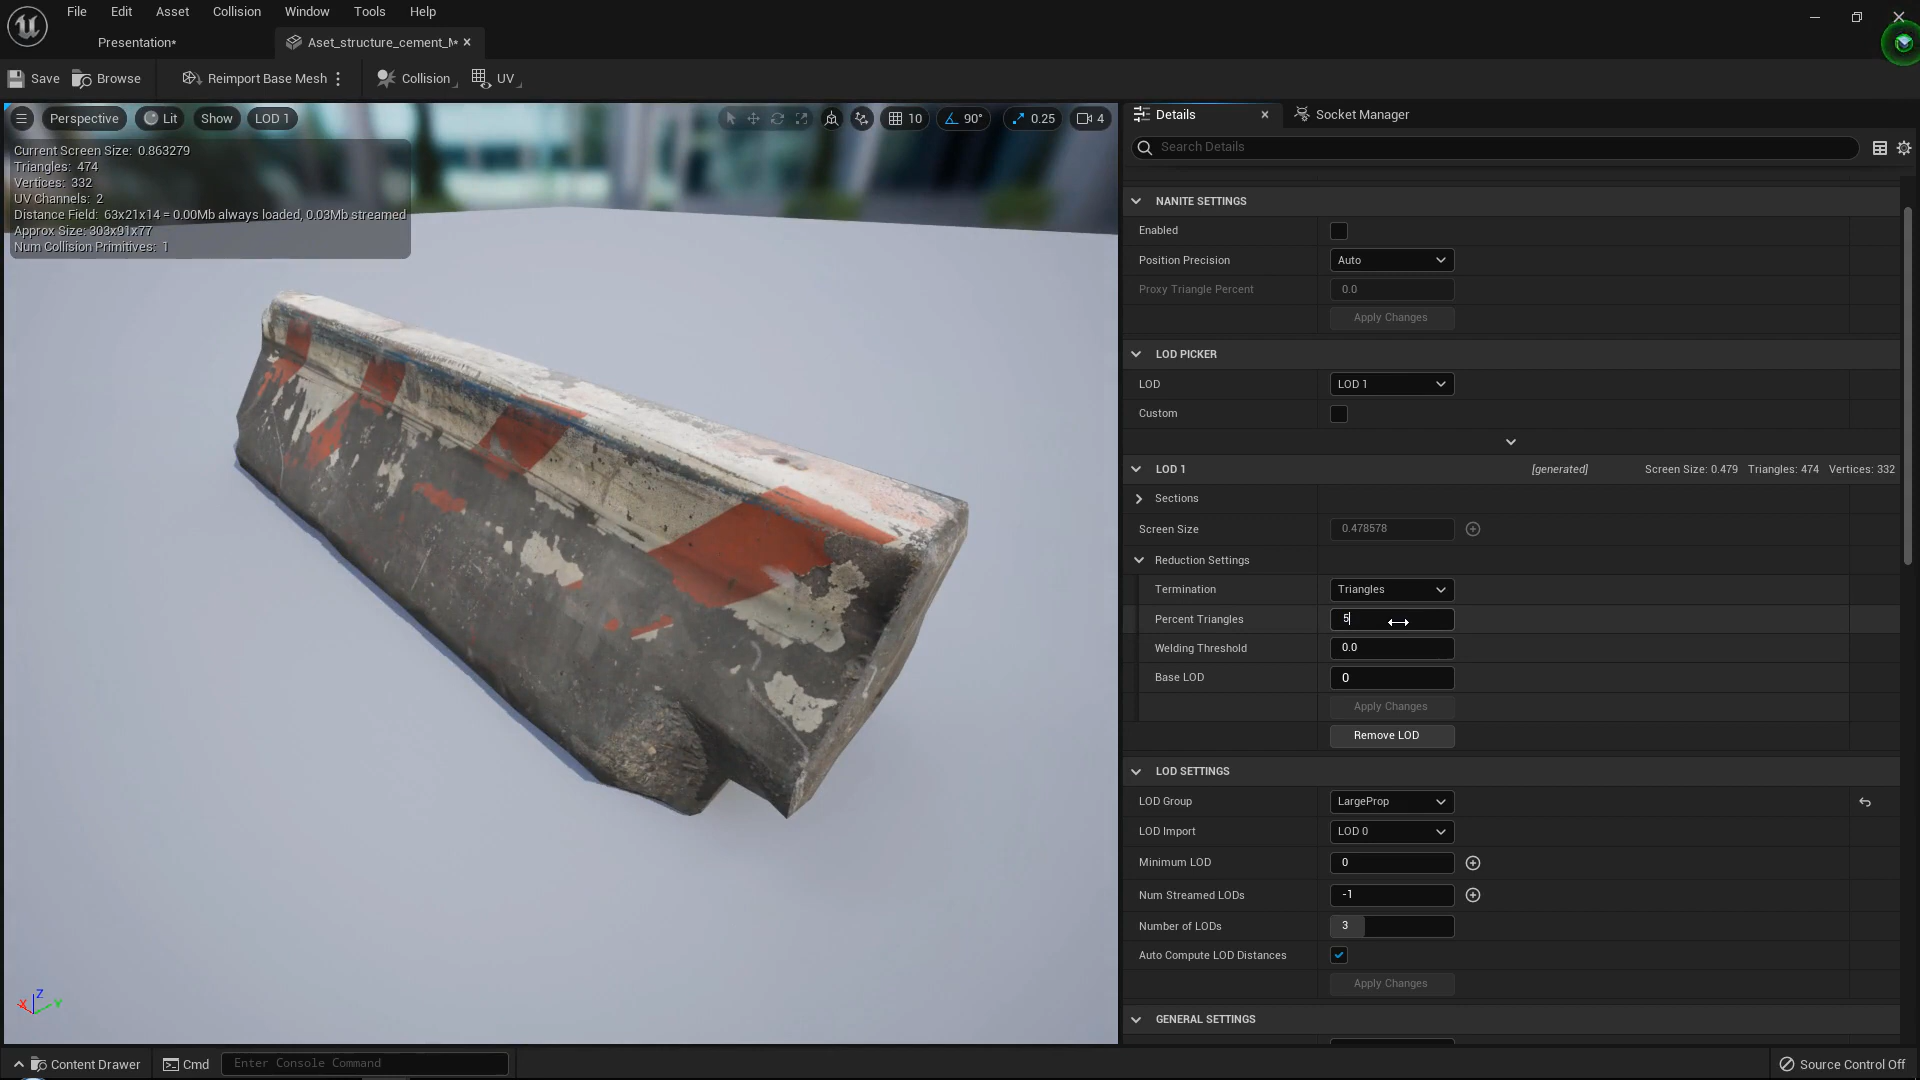 File Edit Asset Collision Window Tools Help
Presentation* Aset_structure_cement_M*
Save Browse Reimport Base Mesh Collision UV
Perspective Lit Show LOD 1 10 90° 0.25 4
Current Screen Size: 0.863279
Triangles: 474
Vertices: 332
UV Channels: 2
Distance Field: 63x21x14 = 0.00Mb always loaded, 0.03Mb streamed
Approx Size: 303x91x77
Num Collision Primitives: 1
X Z Y
Details Socket Manager
Search Details
NANITE SETTINGS
Enabled
Position Precision Auto
Proxy Triangle Percent 0.0
Apply Changes
LOD PICKER
LOD LOD 1
Custom
LOD 1 [generated] Screen Size: 0.479 Triangles: 474 Vertices: 332
Sections
Screen Size 0.478578
Reduction Settings
Termination Triangles
Percent Triangles 5
Welding Threshold 0.0
Base LOD 0
Apply Changes
Remove LOD
LOD SETTINGS
LOD Group LargeProp
LOD Import LOD 0
Minimum LOD 0
Num Streamed LODs -1
Number of LODs 3
Auto Compute LOD Distances
Apply Changes
GENERAL SETTINGS
Content Drawer Cmd Enter Console Command Source Control Off